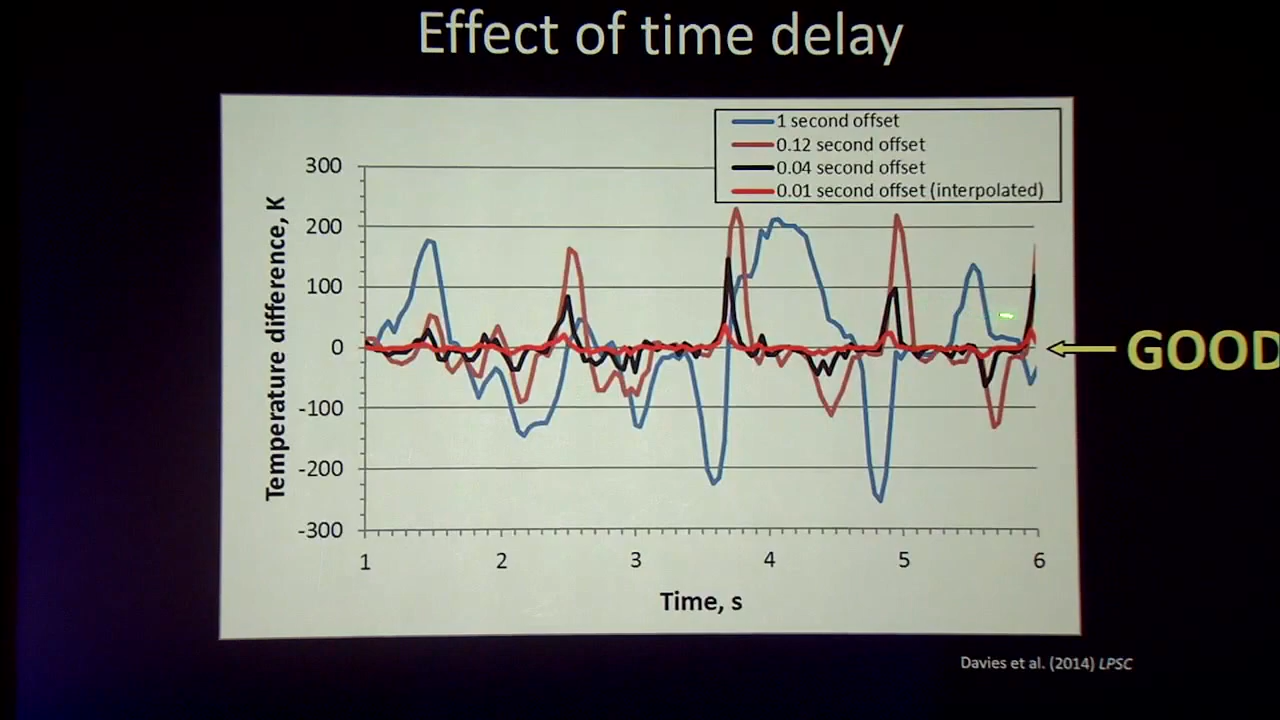 Effect of time delay
1 second offset
0.12 second offset
0.04 second offset
0.01 second offset (interpolated)
300
200
100
0
-100
-200
-300
Temperature difference, K
1 2 3 4 5 6
Time, s
GOOD
Davies et al. (2014) LPSC